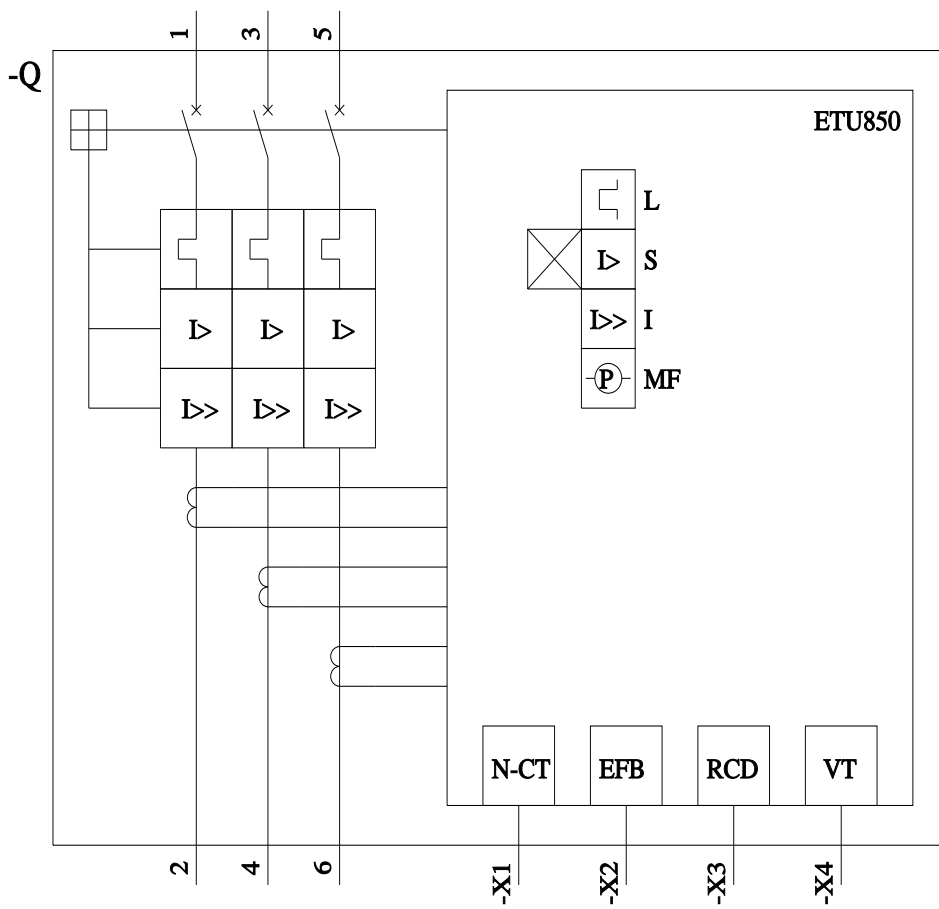 1 3 5
-Q
ETU850
L
I> S
I>> I
P MF
I> I> I>
I>> I>> I>>
N-CT EFB RCD VT
2 4 6 -X1 -X2 -X3 -X4